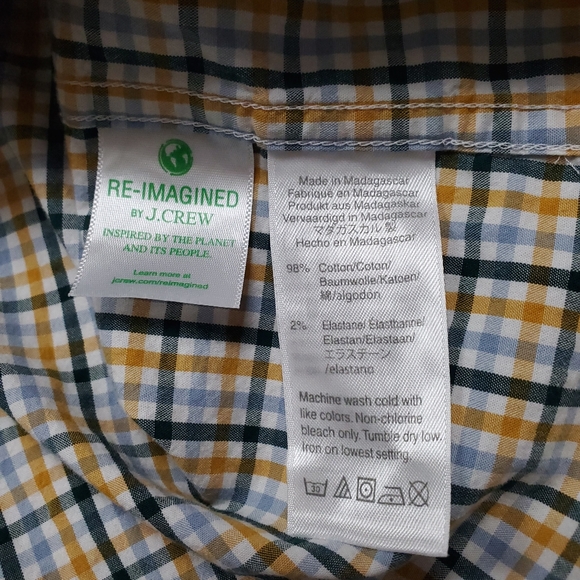 RE-IMAGINED
BY J.CREW
INSPIRED BY THE PLANET
AND ITS PEOPLE.
Learn more at
jcrew.com/reimagined
Made in Madagascar
Fabriqué en Madagascar
Produkt aus Madagaskar
Vervaardigd in Madagascar
マダガスカル 製
Hecho en Madagascar
98% Cotton/Coton/
Baumwolle/Katoen/
綿/algodón
2% Elastane/Élasthanne/
Elastan/Elastaan/
エラステーン/
/elastano
Machine wash cold with
like colors. Non-chlorine
bleach only. Tumble dry low.
Iron on lowest setting.
30